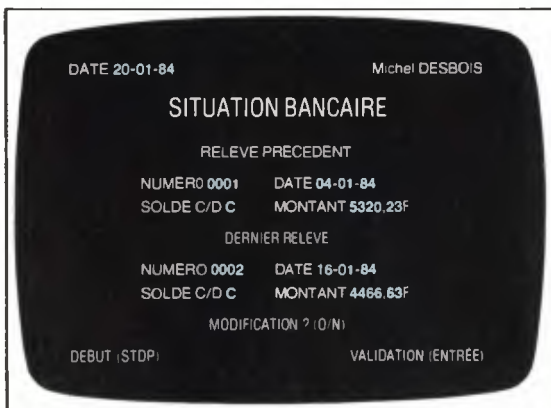 DATE 20-01-84 Michel DESBOIS
SITUATION BANCAIRE
RELEVE PRECEDENT
NUMERO 0001 DATE 04-01-84
SOLDE C/D C MONTANT 5320,23F
DERNIER RELEVE
NUMERO 0002 DATE 16-01-84
SOLDE C/D C MONTANT 4466,63F
MODIFICATION ? (O/N)
DEBUT (STOP) VALIDATION (ENTRÉE)